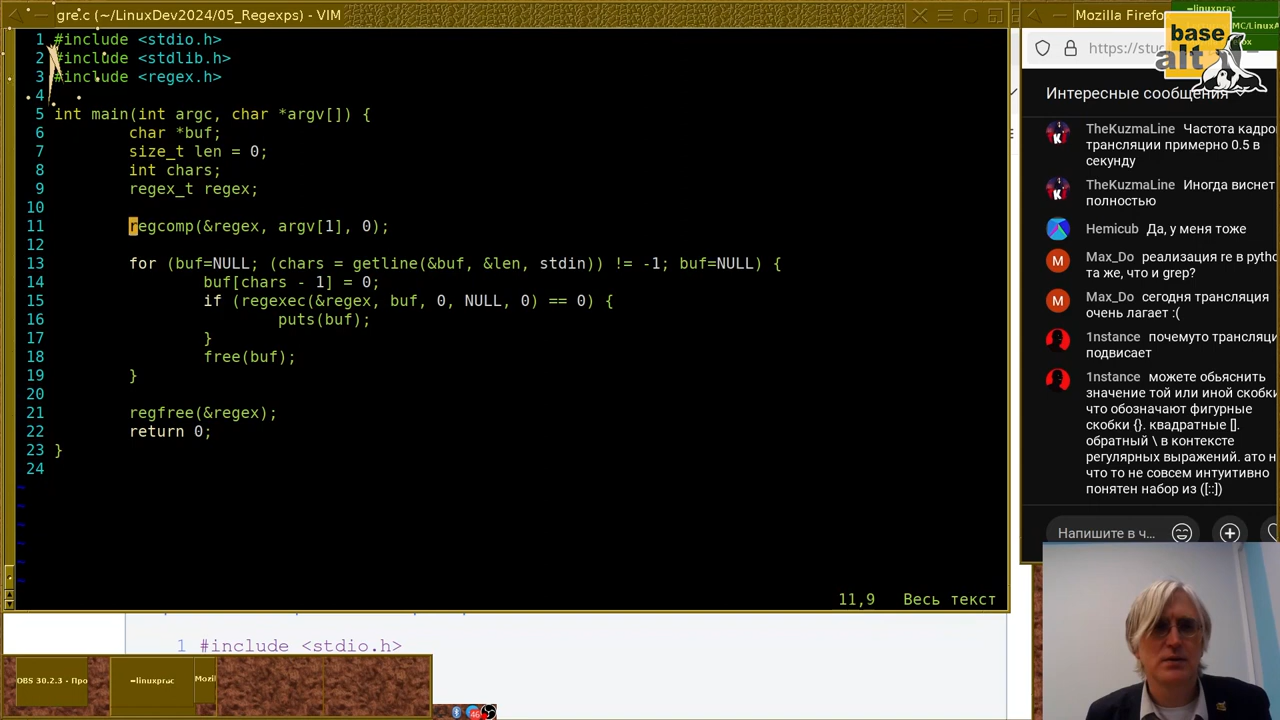 gre.c (~/LinuxDev2024/05_Regexps) - VIM
1 #include <stdio.h>
2 #include <stdlib.h>
3 #include <regex.h>
4
5 int main(int argc, char *argv[]) {
6 char *buf;
7 size_t len = 0;
8 int chars;
9 regex_t regex;
10
11 regcomp(&regex, argv[1], 0);
12
13 for (buf=NULL; (chars = getline(&buf, &len, stdin)) != -1; buf=NULL) {
14 buf[chars - 1] = 0;
15 if (regexec(&regex, buf, 0, NULL, 0) == 0) {
16 puts(buf);
17 }
18 free(buf);
19 }
20
21 regfree(&regex);
22 return 0;
23 }
24
~
~
~
~
~
~
11,9 Весь текст
1 #include <stdio.h>
OBS 30.2.3 - Про
~linuxprac
Mozil
46
Mozilla Firefo
~linuxprac
base
alt
https://stu
Интересные сообщения
TheKuzmaLine Частота кадро
трансляции примерно 0.5 в
секунду
TheKuzmaLine Иногда виснет
полностью
Hemicub Да, у меня тоже
Max_Do реализация re в pytho
та же, что и grep?
Max_Do сегодня трансляция
очень лагает :(
1nstance почемуто трансляци
подвисает
1nstance можете обьяснить
значение той или иной скобки
что обозначают фигурные
скобки {}. квадратные [].
обратный \ в контексте
регулярных выражений. ато н
что то не совсем интуитивно
понятен набор из ([::])
Напишите в ч...